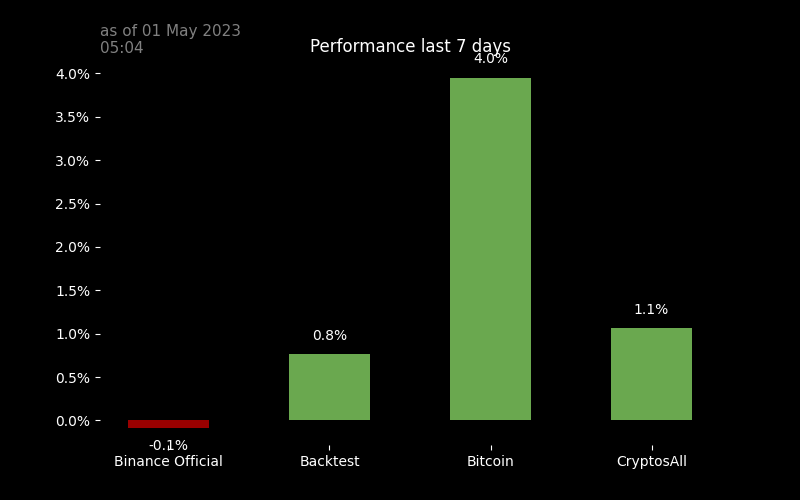 as of 01 May 2023
05:04
Performance last 7 days
4.0%
4.0%
3.5%
3.0%
2.5%
2.0%
1.5%
1.1%
1.0%
0.8%
0.5%
0.0%
-0.1%
Binance Official
Backtest
Bitcoin
CryptosAll